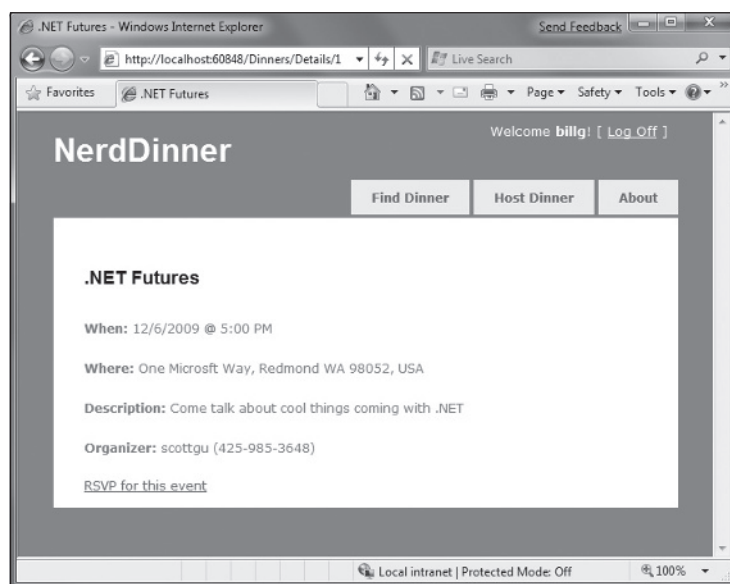 .NET Futures - Windows Internet Explorer
Send Feedback
http://localhost:60848/Dinners/Details/1
Live Search
Favorites
.NET Futures
Page
Safety
Tools
NerdDinner
Welcome billg! [ Log Off ]
Find Dinner
Host Dinner
About
.NET Futures
When: 12/6/2009 @ 5:00 PM
Where: One Microsft Way, Redmond WA 98052, USA
Description: Come talk about cool things coming with .NET
Organizer: scottgu (425-985-3648)
RSVP for this event
Local intranet | Protected Mode: Off
100%